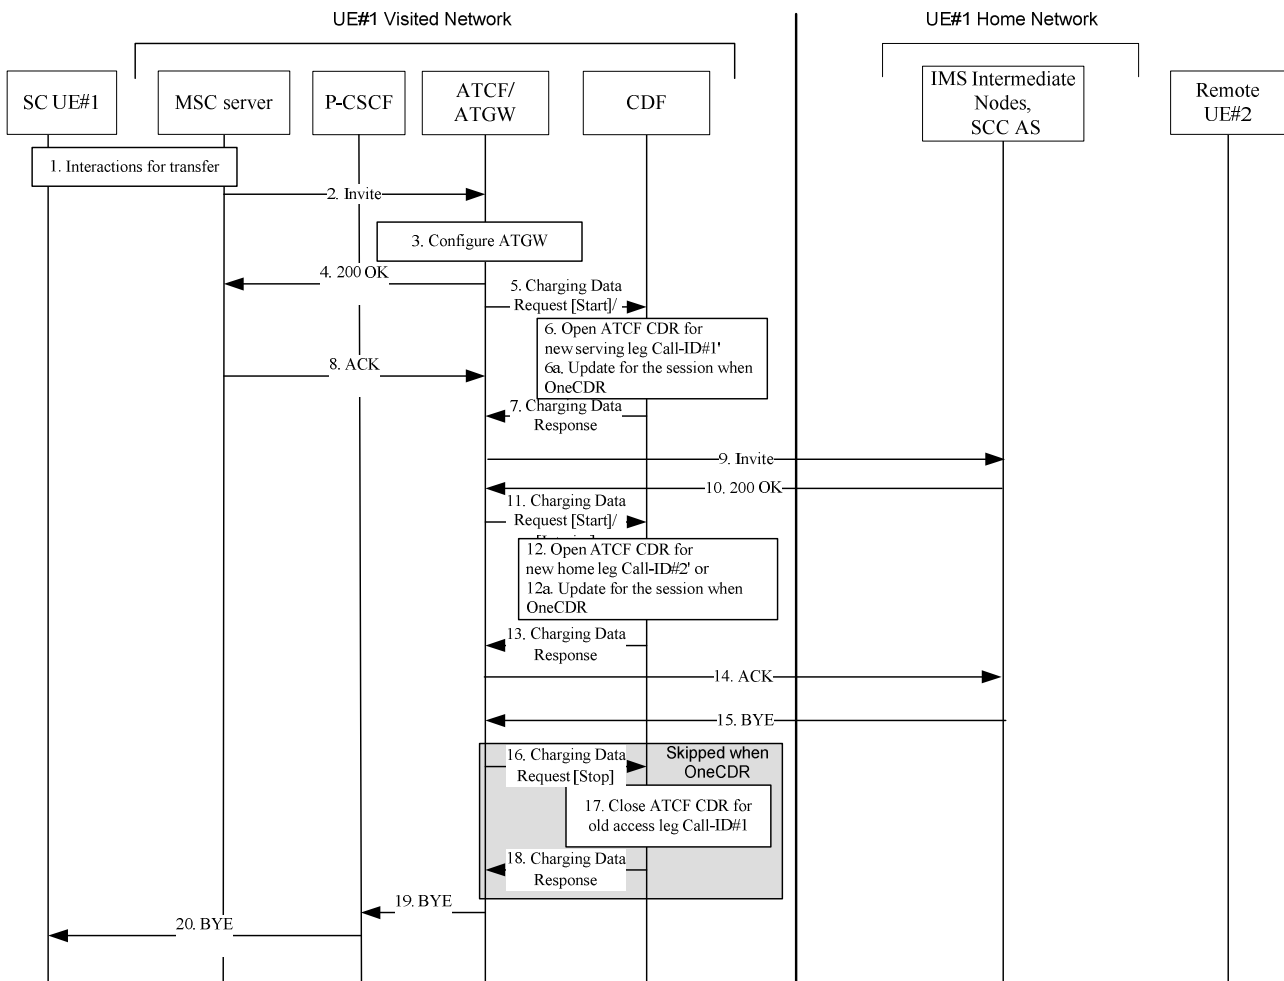 UE#1 Visited Network
UE#1 Home Network
SC UE#1
MSC server
P-CSCF
ATCF/
ATGW
CDF
IMS Intermediate
Nodes,
SCC AS
Remote
UE#2
1. Interactions for transfer
2. Invite
3. Configure ATGW
4. 200 OK
5. Charging Data
Request [Start]/
6. Open ATCF CDR for
new serving leg Call-ID#1'
6a. Update for the session when
OneCDR
8. ACK
7. Charging Data
Response
9. Invite
10. 200 OK
11. Charging Data
Request [Start]/
12. Open ATCF CDR for
new home leg Call-ID#2' or
12a. Update for the session when
OneCDR
13. Charging Data
Response
14. ACK
15. BYE
Skipped when
OneCDR
16. Charging Data
Request [Stop]
17. Close ATCF CDR for
old access leg Call-ID#1
18. Charging Data
Response
19. BYE
20. BYE